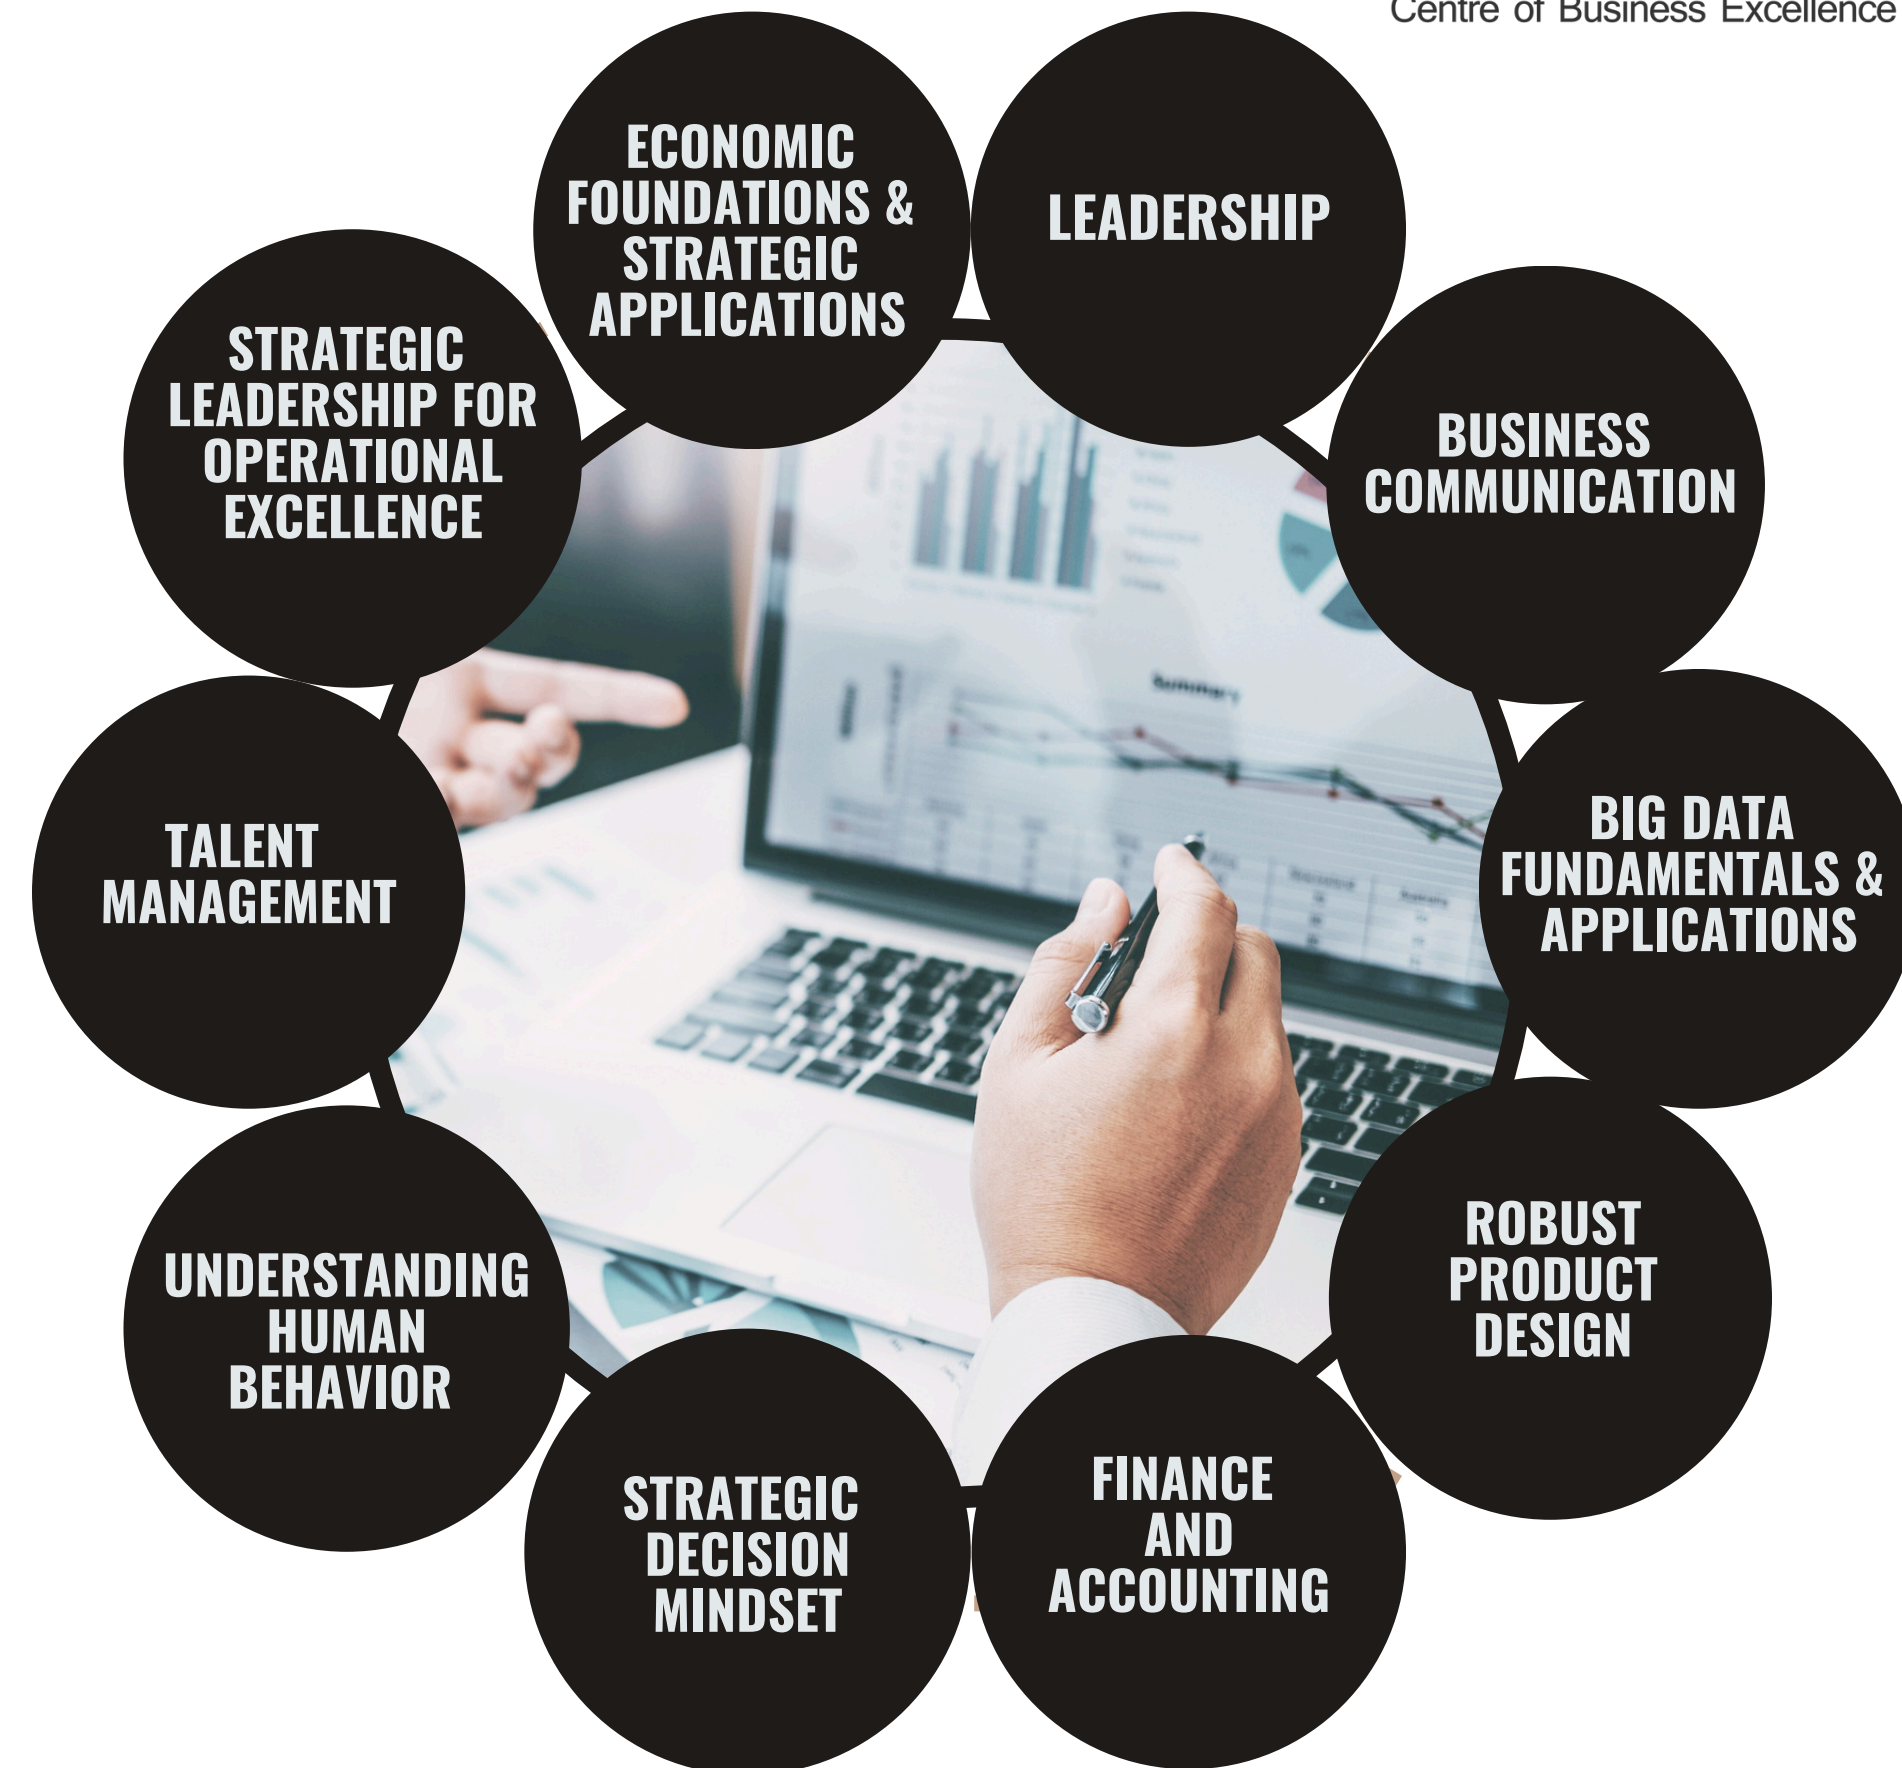 Centre of Business Excellence
ECONOMIC
FOUNDATIONS &
STRATEGIC
APPLICATIONS
LEADERSHIP
BUSINESS
COMMUNICATION
BIG DATA
FUNDAMENTALS &
APPLICATIONS
ROBUST
PRODUCT
DESIGN
FINANCE
AND
ACCOUNTING
STRATEGIC
DECISION
MINDSET
UNDERSTANDING
HUMAN
BEHAVIOR
TALENT
MANAGEMENT
STRATEGIC
LEADERSHIP FOR
OPERATIONAL
EXCELLENCE
Summary